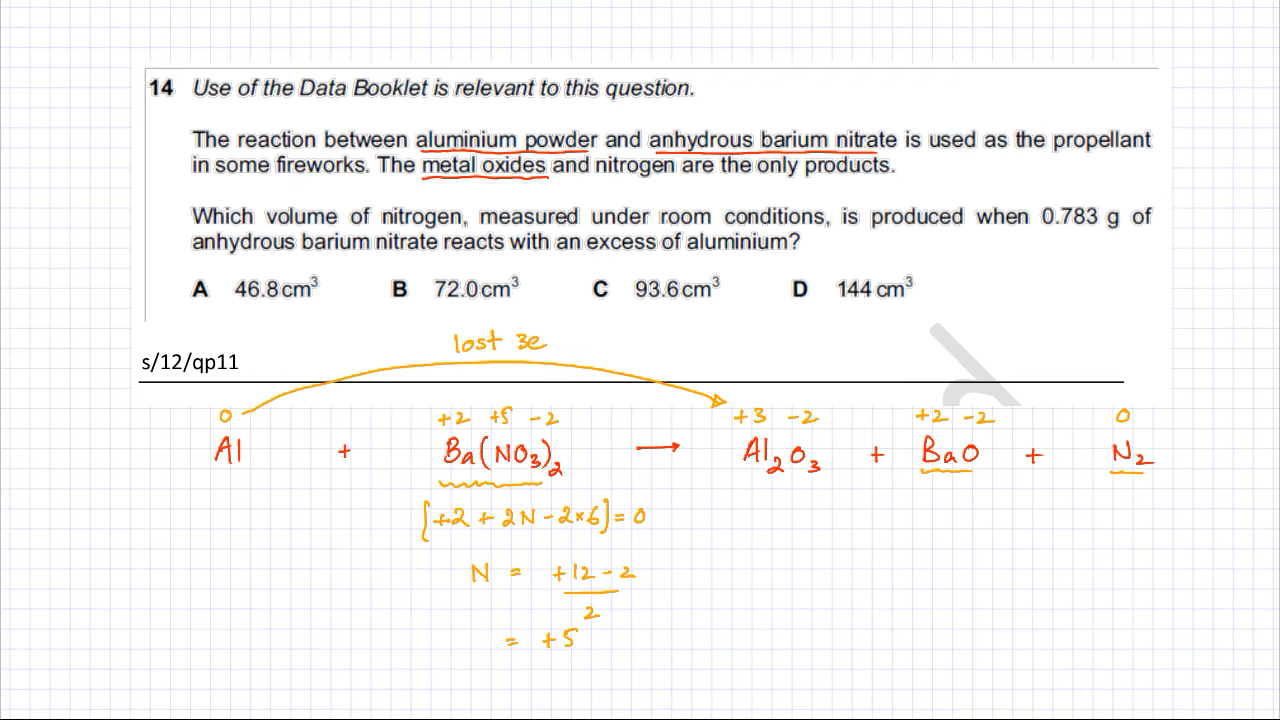 14 Use of the Data Booklet is relevant to this question.
The reaction between aluminium powder and anhydrous barium nitrate is used as the propellant
in some fireworks. The metal oxides and nitrogen are the only products.
Which volume of nitrogen, measured under room conditions, is produced when 0.783 g of
anhydrous barium nitrate reacts with an excess of aluminium?
A 46.8 cm³ B 72.0 cm³ C 93.6 cm³ D 144 cm³
lost 3e
s/12/qp11
0 +2 +5 -2 +3 -2 +2 -2 0
Al + Ba(NO₃)₂ → Al₂O₃ + BaO + N₂
[+2 + 2N - 2×6] = 0
N = +12 - 2
2
= +5